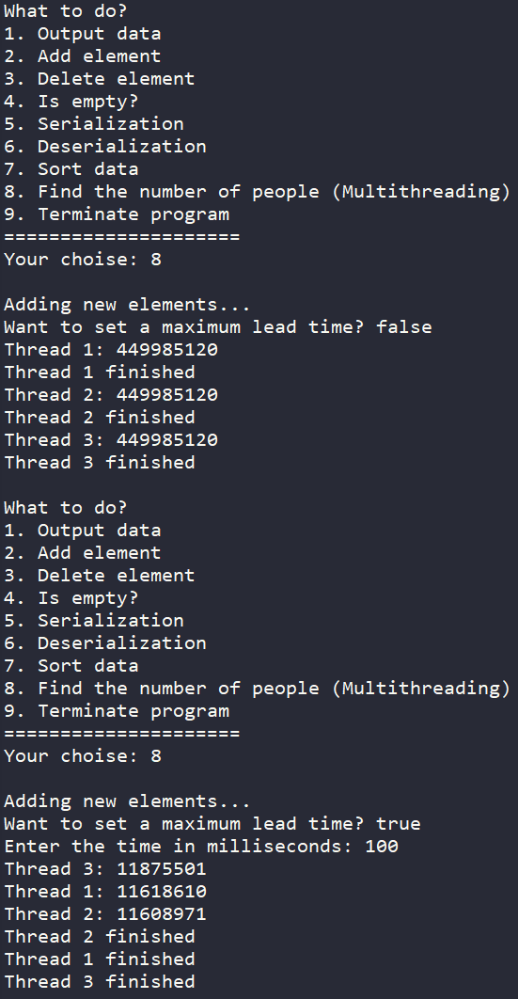 What to do?
1. Output data
2. Add element
3. Delete element
4. Is empty?
5. Serialization
6. Deserialization
7. Sort data
8. Find the number of people (Multithreading)
9. Terminate program
=====================
Your choise: 8

Adding new elements...
Want to set a maximum lead time? false
Thread 1: 449985120
Thread 1 finished
Thread 2: 449985120
Thread 2 finished
Thread 3: 449985120
Thread 3 finished

What to do?
1. Output data
2. Add element
3. Delete element
4. Is empty?
5. Serialization
6. Deserialization
7. Sort data
8. Find the number of people (Multithreading)
9. Terminate program
=====================
Your choise: 8

Adding new elements...
Want to set a maximum lead time? true
Enter the time in milliseconds: 100
Thread 3: 11875501
Thread 1: 11618610
Thread 2: 11608971
Thread 2 finished
Thread 1 finished
Thread 3 finished